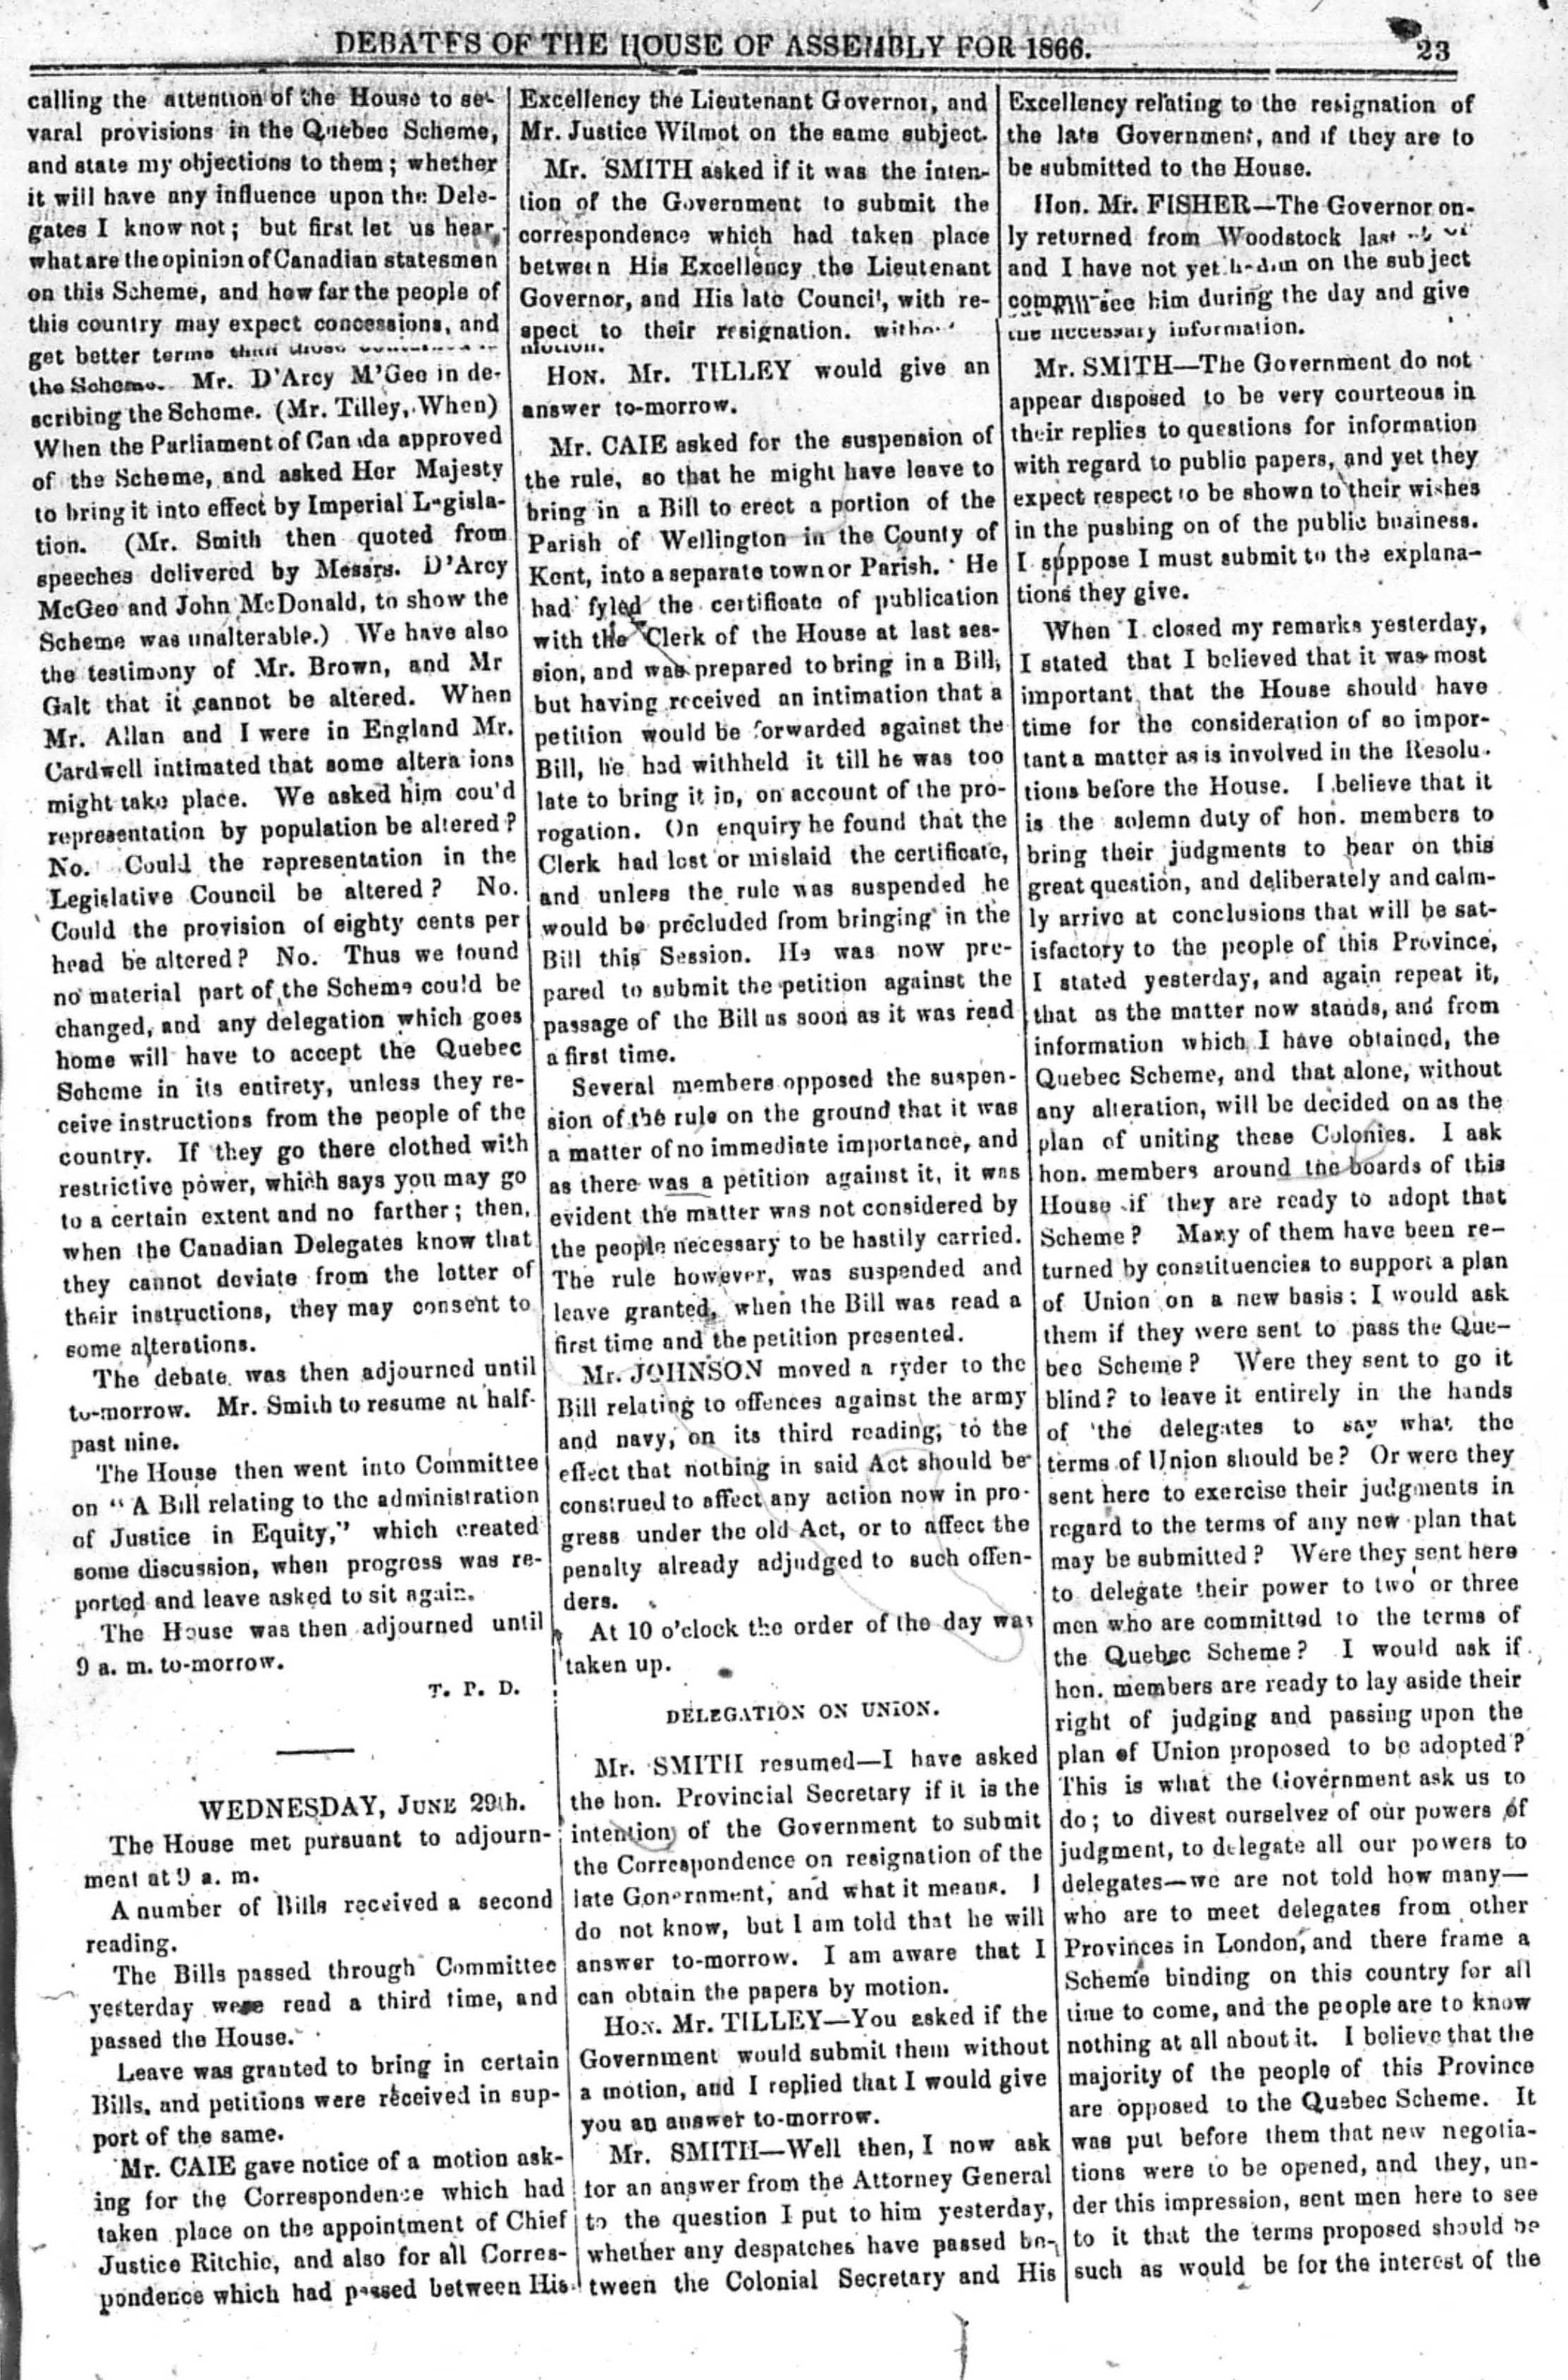 DEBATES OF THE HOUSE OF ASSEMBLY FOR 1866.
23
calling the attention of the House to se-
varal provisions in the Quebec Scheme,
and state my objections to them; whether
it will have any influence upon the Dele-
gates I know not; but first let us hear,
what are the opinion of Canadian statesmen
on this Scheme, and how far the people of
this country may expect concessions, and
get better terms than those
the Scheme. Mr. D'Arcy M'Gee in de-
scribing the Scheme. (Mr. Tilley, When)
When the Parliament of Canada approved
of the Scheme, and asked Her Majesty
to bring it into effect by Imperial Legisla-
tion. (Mr. Smith then quoted from
speeches delivered by Messrs. D'Arcy
McGee and John McDonald, to show the
Scheme was unalterable.) We have also
the testimony of Mr. Brown, and Mr
Galt that it cannot be altered. When
Mr. Allan and I were in England Mr.
Cardwell intimated that some altera ions
might take place. We asked him cou'd
representation by population be altered?
No. Could the representation in the
Legislative Council be altered? No.
Could the provision of eighty cents per
head be altered? No. Thus we found
no material part of the Scheme could be
changed, and any delegation which goes
home will have to accept the Quebec
Scheme in its entirety, unless they re-
ceive instructions from the people of the
country. If they go there clothed with
restrictive power, which says you may go
to a certain extent and no farther; then,
when the Canadian Delegates know that
they cannot deviate from the letter of
their instructions, they may consent to
some alterations.
The debate was then adjourned until
to-morrow. Mr. Smith to resume at half-
past nine.
The House then went into Committee
on "A Bill relating to the administration
of Justice in Equity," which created
some discussion, when progress was re-
ported and leave asked to sit again.
The House was then adjourned until
9 a. m. to-morrow.
T. P. D.
WEDNESDAY, JUNE 29th.
The House met pursuant to adjourn-
ment at 9 a. m.
A number of Bills received a second
reading.
The Bills passed through Committee
yesterday were read a third time, and
passed the House.
Leave was granted to bring in certain
Bills, and petitions were received in sup-
port of the same.
Mr. CAIE gave notice of a motion ask-
ing for the Correspondence which had
taken place on the appointment of Chief
Justice Ritchie, and also for all Corres-
pondence which had passed between His
Excellency the Lieutenant Governor, and
Mr. Justice Wilmot on the same subject.
Mr. SMITH asked if it was the inten-
tion of the Government to submit the
correspondence which had taken place
between His Excellency the Lieutenant
Governor, and His late Council, with re-
spect to their resignation. without
motion.
HON. Mr. TILLEY would give an
answer to-morrow.
Mr. CAIE asked for the suspension of
the rule, so that he might have leave to
bring in a Bill to erect a portion of the
Parish of Wellington in the County of
Kent, into a separate town or Parish. He
had fyled the certificate of publication
with the Clerk of the House at last ses-
sion, and was prepared to bring in a Bill,
but having received an intimation that a
petition would be forwarded against the
Bill, he had withheld it till he was too
late to bring it in, on account of the pro-
rogation. On enquiry he found that the
Clerk had lost or mislaid the certificate,
and unless the rule was suspended he
would be precluded from bringing in the
Bill this Session. He was now pre-
pared to submit the petition against the
passage of the Bill as soon as it was read
a first time.
Several members opposed the suspen-
sion of the rule on the ground that it was
a matter of no immediate importance, and
as there was a petition against it, it was
evident the matter was not considered by
the people necessary to be hastily carried.
The rule however, was suspended and
leave granted, when the Bill was read a
first time and the petition presented.
Mr. JOHNSON moved a ryder to the
Bill relating to offences against the army
and navy, on its third reading, to the
effect that nothing in said Act should be
construed to affect any action now in pro-
gress under the old Act, or to affect the
penalty already adjudged to such offen-
ders.
At 10 o'clock the order of the day was
taken up.
DELEGATION ON UNION.
Mr. SMITH resumed—I have asked
the hon. Provincial Secretary if it is the
intention of the Government to submit
the Correspondence on resignation of the
late Gonernment, and what it means. I
do not know, but I am told that he will
answer to-morrow. I am aware that I
can obtain the papers by motion.
HON. Mr. TILLEY—You asked if the
Government would submit them without
a motion, and I replied that I would give
you an answer to-morrow.
Mr. SMITH—Well then, I now ask
for an answer from the Attorney General
to the question I put to him yesterday,
whether any despatches have passed be-
tween the Colonial Secretary and His
Excellency relating to the resignation of
the late Government, and if they are to
be submitted to the House.
Hon. Mr. FISHER—The Governor on-
ly returned from Woodstock last
and I have not yet on the subject
see him during the day and give
the necessary information.
Mr. SMITH—The Government do not
appear disposed to be very courteous in
their replies to questions for information
with regard to public papers, and yet they
expect respect to be shown to their wishes
in the pushing on of the public business.
I suppose I must submit to the explana-
tions they give.
When I closed my remarks yesterday,
I stated that I believed that it was most
important that the House should have
time for the consideration of so impor-
tant a matter as is involved in the Resolu-
tions before the House. I believe that it
is the solemn duty of hon. members to
bring their judgments to bear on this
great question, and deliberately and calm-
ly arrive at conclusions that will be sat-
isfactory to the people of this Province,
I stated yesterday, and again repeat it,
that as the matter now stands, and from
information which I have obtained, the
Quebec Scheme, and that alone, without
any alteration, will be decided on as the
plan of uniting these Colonies. I ask
hon. members around the boards of this
House if they are ready to adopt that
Scheme? Many of them have been re-
turned by constituencies to support a plan
of Union on a new basis: I would ask
them if they were sent to pass the Que-
bec Scheme? Were they sent to go it
blind? to leave it entirely in the hands
of the delegates to say what the
terms of Union should be? Or were they
sent here to exercise their judgments in
regard to the terms of any new plan that
may be submitted? Were they sent here
to delegate their power to two or three
men who are committed to the terms of
the Quebec Scheme? I would ask if
hon. members are ready to lay aside their
right of judging and passing upon the
plan of Union proposed to be adopted?
This is what the Government ask us to
do; to divest ourselves of our powers of
judgment, to delegate all our powers to
delegates—we are not told how many—
who are to meet delegates from other
Provinces in London, and there frame a
Scheme binding on this country for all
time to come, and the people are to know
nothing at all about it. I believe that the
majority of the people of this Province
are opposed to the Quebec Scheme. It
was put before them that new negotia-
tions were to be opened, and they, un-
der this impression, sent men here to see
to it that the terms proposed should be
such as would be for the interest of the